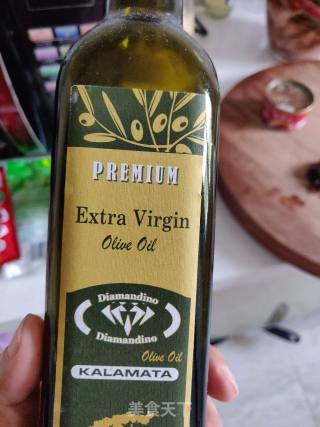 PREMIUM
Extra Virgin
Olive Oil
Diamandino
Diamandino
Olive Oil
KALAMATA
美食天下